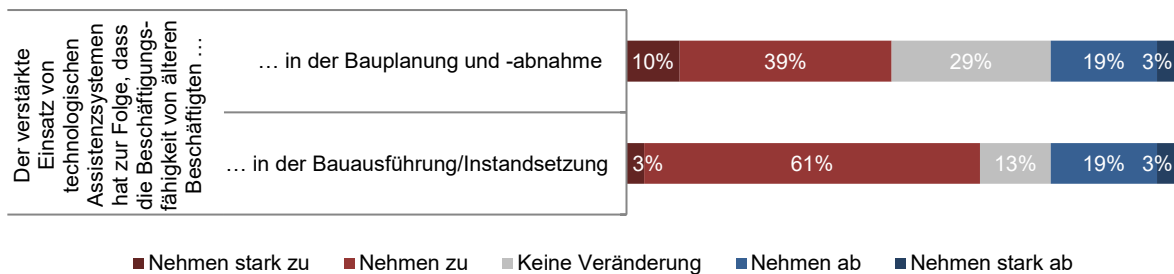 Der verstärkte
Einsatz von
technologischen
Assistenzsystemen
hat zur Folge, dass
die Beschäftigungs-
fähigkeit von älteren
Beschäftigten …
… in der Bauplanung und -abnahme
10% 39% 29% 19% 3%
… in der Bauausführung/Instandsetzung
3% 61% 13% 19% 3%
Nehmen stark zu Nehmen zu Keine Veränderung Nehmen ab Nehmen stark ab